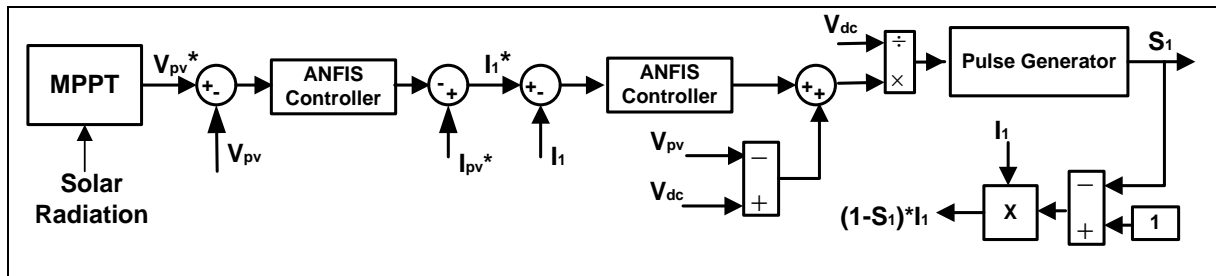 MPPT
Solar
Radiation
Vpv*
+ -
Vpv
ANFIS
Controller
- +
Ipv*
I1*
+ -
I1
ANFIS
Controller
+ +
Vpv
Vdc
−
+
Vdc
÷
×
Pulse Generator
S1
I1
−
+
1
X
(1-S1)*I1